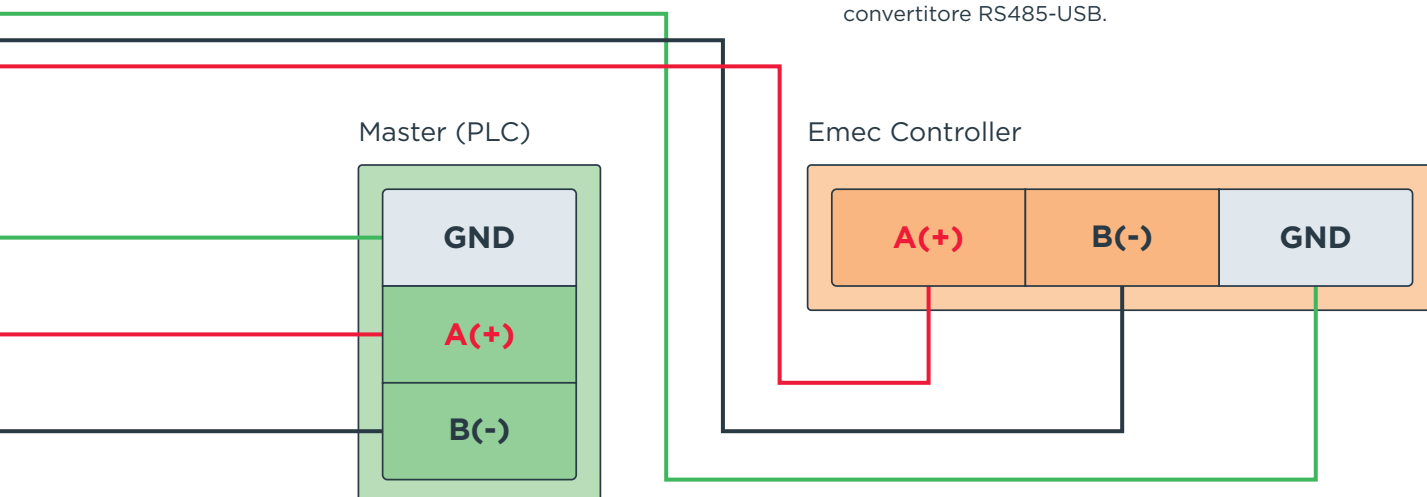 convertitore RS485-USB.
Master (PLC)
GND
A(+)
B(-)
Emec Controller
A(+)
B(-)
GND